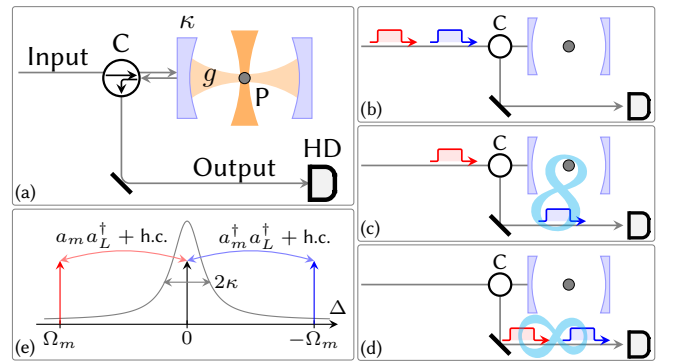 κ
C
Input
g
P
HD
Output
(a)
C
(b)
C
(c)
C
(d)
a_m a_L^† + h.c.
a_m^† a_L^† + h.c.
2κ
Δ
Ω_m
0
−Ω_m
(e)